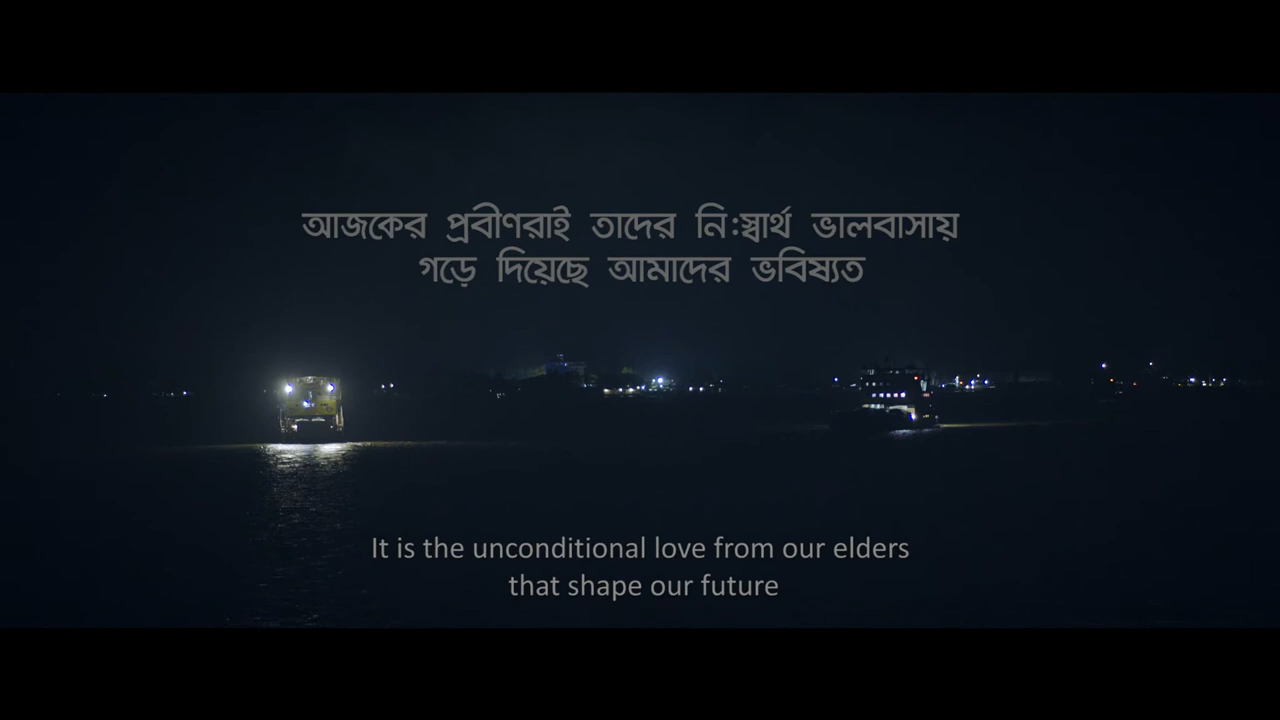 আজকের প্রবীণরাই তাদের নি:স্বার্থ ভালবাসায়
গড়ে দিয়েছে আমাদের ভবিষ্যত
It is the unconditional love from our elders
that shape our future